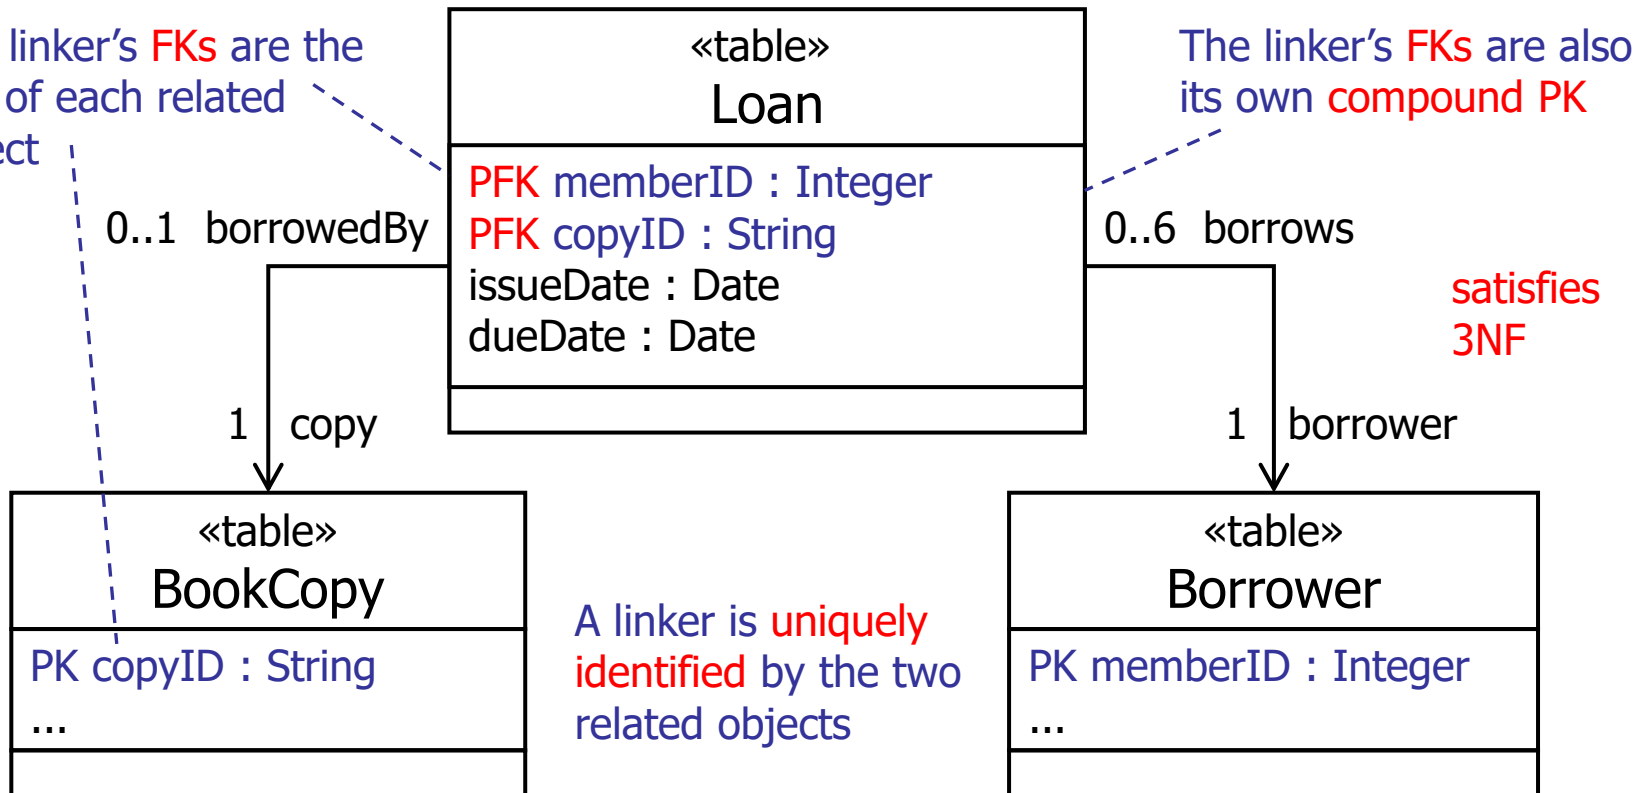 linker’s FKs are the
of each related
ect
«table»
Loan
PFK memberID : Integer
PFK copyID : String
issueDate : Date
dueDate : Date
The linker’s FKs are also
its own compound PK
0..1 borrowedBy
0..6 borrows
satisfies
3NF
1 copy
1 borrower
«table»
BookCopy
PK copyID : String
...
A linker is uniquely
identified by the two
related objects
«table»
Borrower
PK memberID : Integer
...